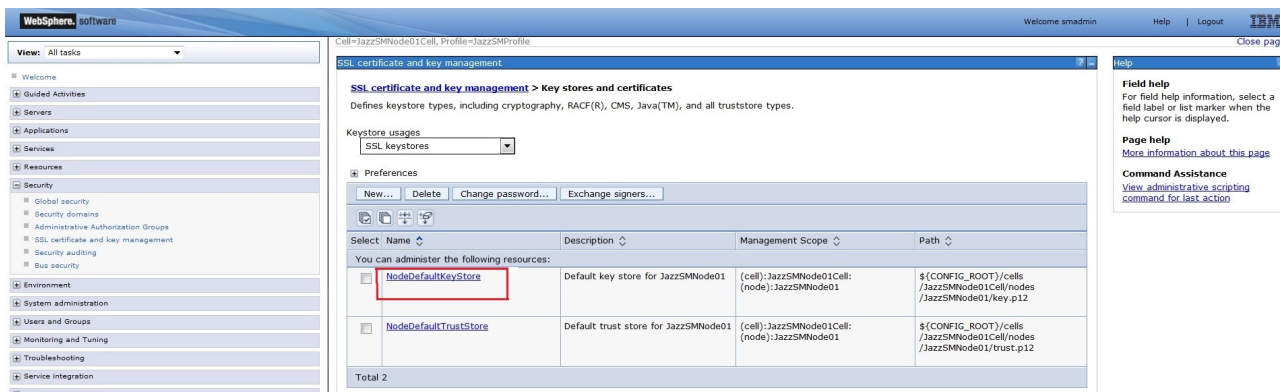 WebSphere. software
Welcome smadmin
Help | Logout
IBM
View: All tasks
Welcome
Guided Activities
Servers
Applications
Services
Resources
Security
Global security
Security domains
Administrative Authorization Groups
SSL certificate and key management
Security auditing
Bus security
Environment
System administration
Users and Groups
Monitoring and Tuning
Troubleshooting
Service integration
Cell=JazzSMNode01Cell, Profile=JazzSMProfile
Close pag
SSL certificate and key management
? –
SSL certificate and key management > Key stores and certificates
Defines keystore types, including cryptography, RACF(R), CMS, Java(TM), and all truststore types.
Keystore usages
SSL keystores
Preferences
New... Delete Change password... Exchange signers...
Select Name Description Management Scope Path
You can administer the following resources:
NodeDefaultKeyStore
Default key store for JazzSMNode01
(cell):JazzSMNode01Cell:
(node):JazzSMNode01
${CONFIG_ROOT}/cells
/JazzSMNode01Cell/nodes
/JazzSMNode01/key.p12
NodeDefaultTrustStore
Default trust store for JazzSMNode01
(cell):JazzSMNode01Cell:
(node):JazzSMNode01
${CONFIG_ROOT}/cells
/JazzSMNode01Cell/nodes
/JazzSMNode01/trust.p12
Total 2
Help
Field help
For field help information, select a
field label or list marker when the
help cursor is displayed.
Page help
More information about this page
Command Assistance
View administrative scripting
command for last action